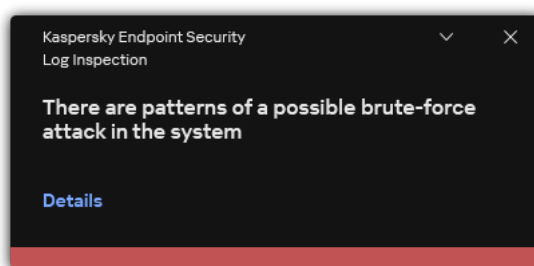 Kaspersky Endpoint Security
Log Inspection
There are patterns of a possible brute-force
attack in the system
Details